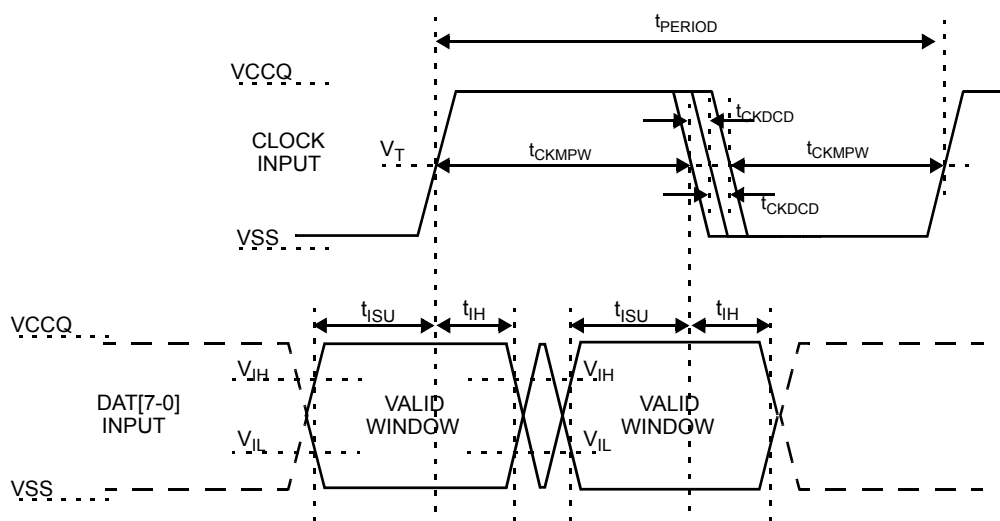 tPERIOD
VCCQ
tCKDCD
CLOCK
INPUT
VT
tCKMPW
tCKMPW
tCKDCD
VSS
tISU
tIH
tISU
tIH
VCCQ
VIH
VIH
DAT[7-0]
INPUT
VALID
WINDOW
VALID
WINDOW
VIL
VIL
VSS